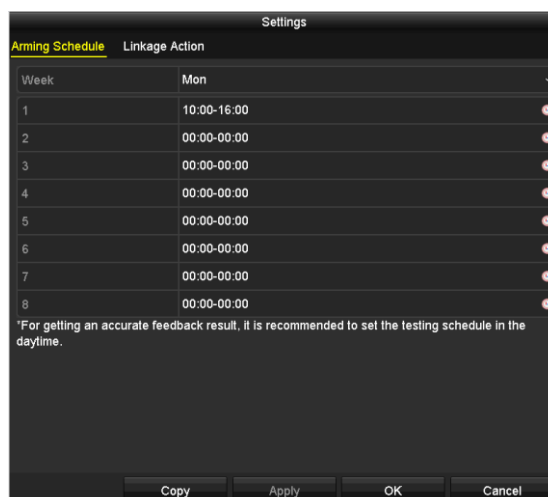 Settings
Arming Schedule Linkage Action
Week Mon
1 10:00-16:00
2 00:00-00:00
3 00:00-00:00
4 00:00-00:00
5 00:00-00:00
6 00:00-00:00
7 00:00-00:00
8 00:00-00:00
*For getting an accurate feedback result, it is recommended to set the testing schedule in the
daytime.
Copy Apply OK Cancel